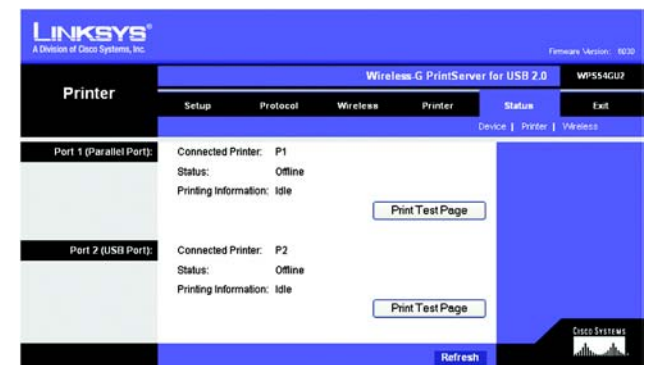 LINKSYS®
A Division of Cisco Systems, Inc.
Firmware Version: 6030
Printer
Wireless-G PrintServer for USB 2.0 WPS54GU2
Setup Protocol Wireless Printer Status Exit
Device | Printer | Wireless
Port 1 (Parallel Port):
Connected Printer: P1
Status: Offline
Printing Information: Idle
Print Test Page
Port 2 (USB Port):
Connected Printer: P2
Status: Offline
Printing Information: Idle
Print Test Page
Refresh
CISCO SYSTEMS